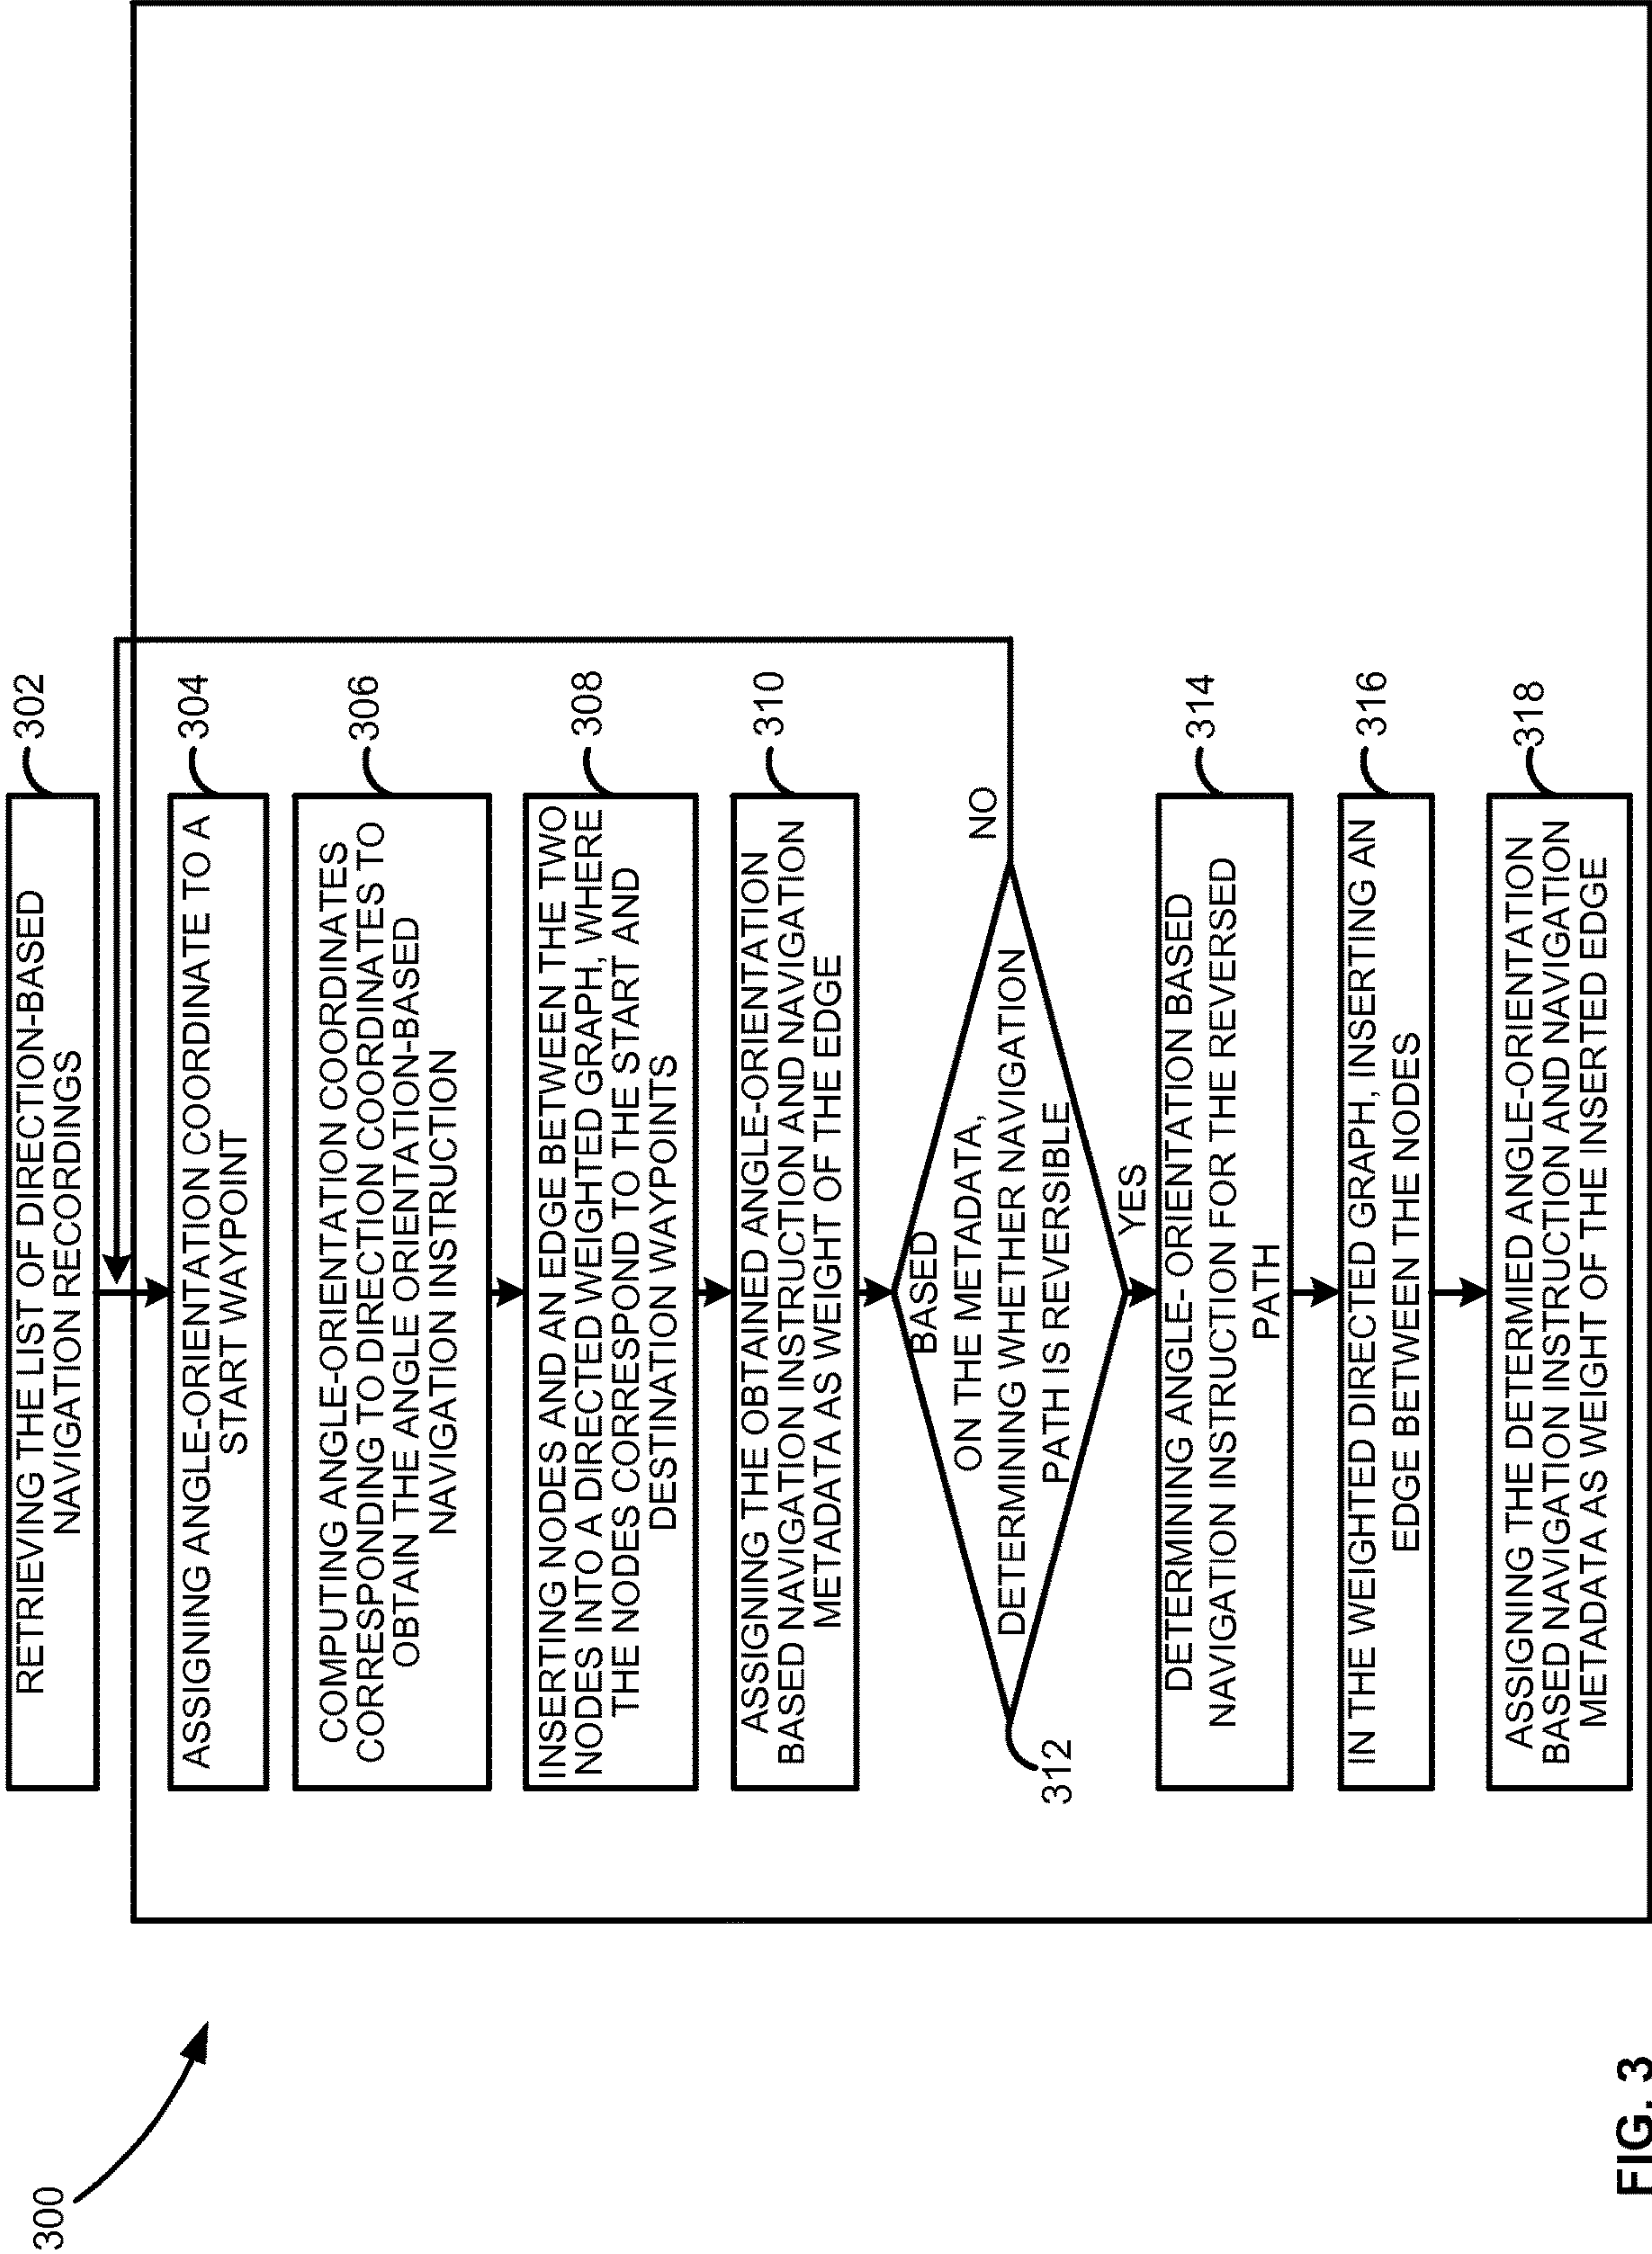 300
RETRIEVING THE LIST OF DIRECTION-BASED
NAVIGATION RECORDINGS
302
ASSIGNING ANGLE-ORIENTATION COORDINATE TO A
START WAYPOINT
304
COMPUTING ANGLE-ORIENTATION COORDINATES
CORRESPONDING TO DIRECTION COORDINATES TO
OBTAIN THE ANGLE ORIENTATION-BASED
NAVIGATION INSTRUCTION
306
INSERTING NODES AND AN EDGE BETWEEN THE TWO
NODES INTO A DIRECTED WEIGHTED GRAPH, WHERE
THE NODES CORRESPOND TO THE START AND
DESTINATION WAYPOINTS
308
ASSIGNING THE OBTAINED ANGLE-ORIENTATION
BASED NAVIGATION INSTRUCTION AND NAVIGATION
METADATA AS WEIGHT OF THE EDGE
310
BASED
ON THE METADATA,
DETERMINING WHETHER NAVIGATION
PATH IS REVERSIBLE
312
NO
YES
DETERMINING ANGLE- ORIENTATION BASED
NAVIGATION INSTRUCTION FOR THE REVERSED
PATH
314
IN THE WEIGHTED DIRECTED GRAPH, INSERTING AN
EDGE BETWEEN THE NODES
316
ASSIGNING THE DETERMIED ANGLE-ORIENTATION
BASED NAVIGATION INSTRUCTION AND NAVIGATION
METADATA AS WEIGHT OF THE INSERTED EDGE
318
FIG. 3